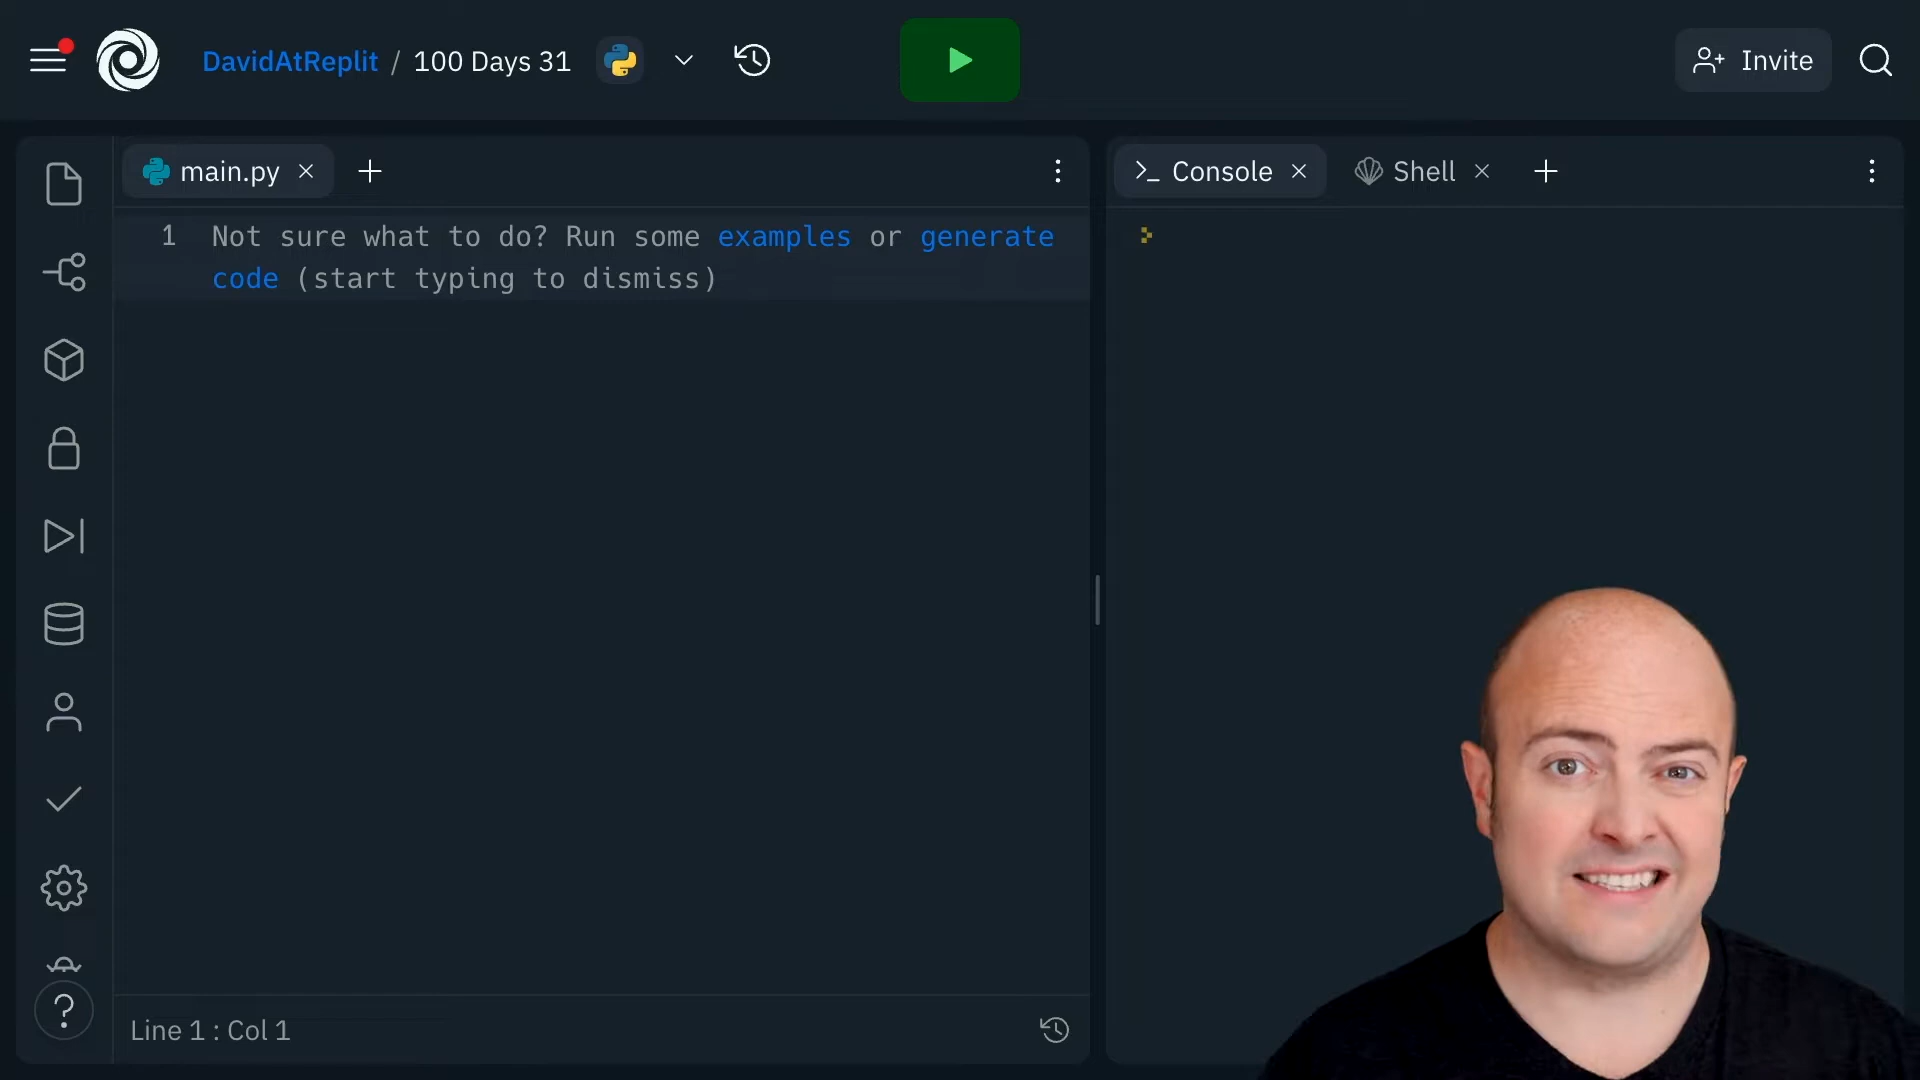 DavidAtReplit / 100 Days 31
Invite
main.py
Console
Shell
1 Not sure what to do? Run some examples or generate
code (start typing to dismiss)
Line 1 : Col 1